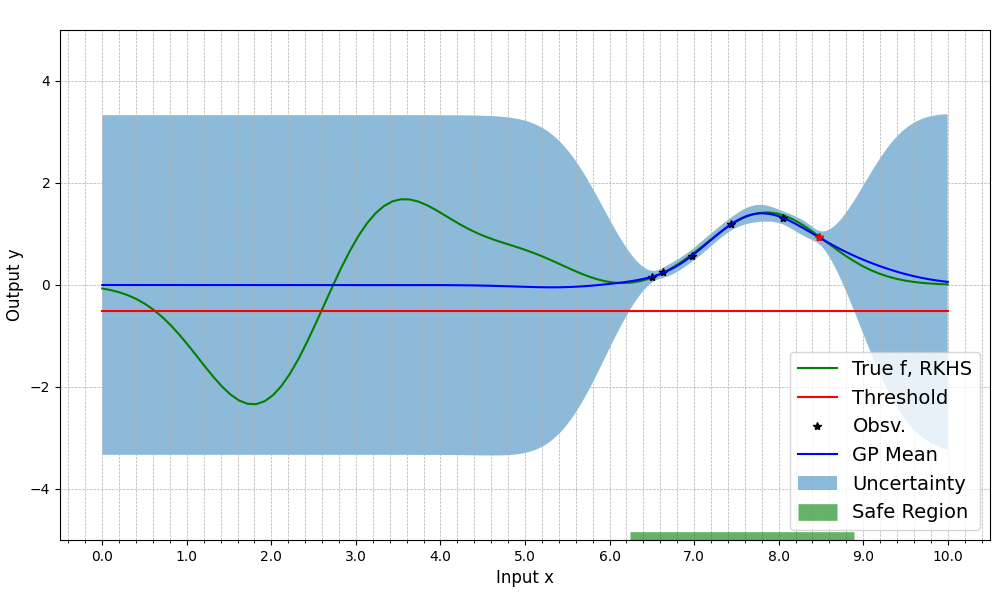 4
2
0
−2
−4
Output y
0.0 1.0 2.0 3.0 4.0 5.0 6.0 7.0 8.0 9.0 10.0
Input x
True f, RKHS
Threshold
Obsv.
GP Mean
Uncertainty
Safe Region